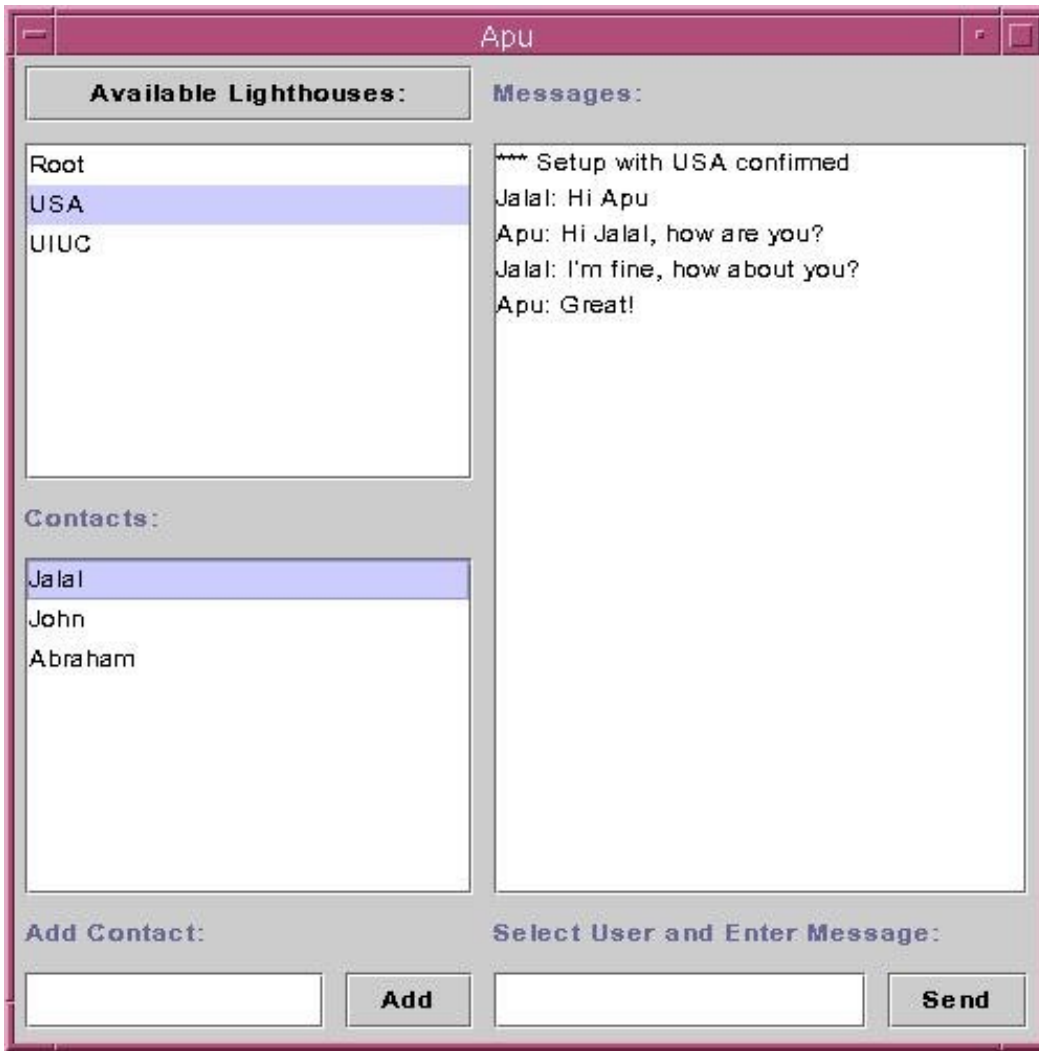 Apu
Available Lighthouses:
Root
USA
UIUC
Contacts:
Jalal
John
Abraham
Add Contact:
Add
Messages:
*** Setup with USA confirmed
Jalal: Hi Apu
Apu: Hi Jalal, how are you?
Jalal: I'm fine, how about you?
Apu: Great!
Select User and Enter Message:
Send